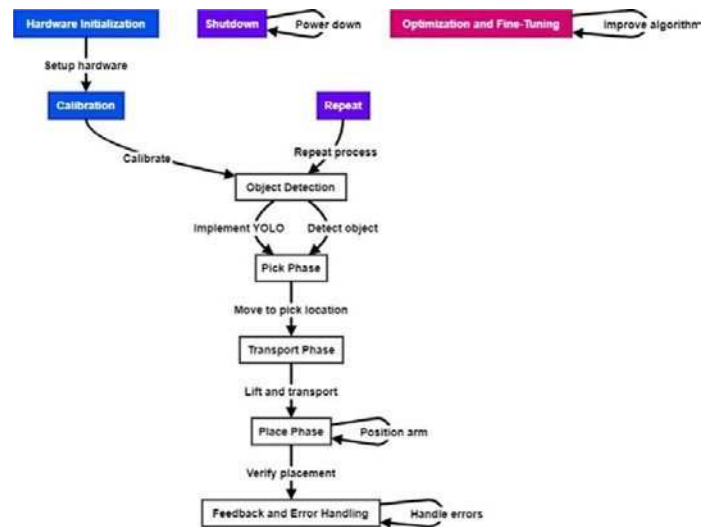 Hardware Initialization
Shutdown
Power down
Optimization and Fine-Tuning
Improve algorithm
Setup hardware
Calibration
Repeat
Calibrate
Repeat process
Object Detection
Implement YOLO
Detect object
Pick Phase
Move to pick location
Transport Phase
Lift and transport
Place Phase
Position arm
Verify placement
Feedback and Error Handling
Handle errors